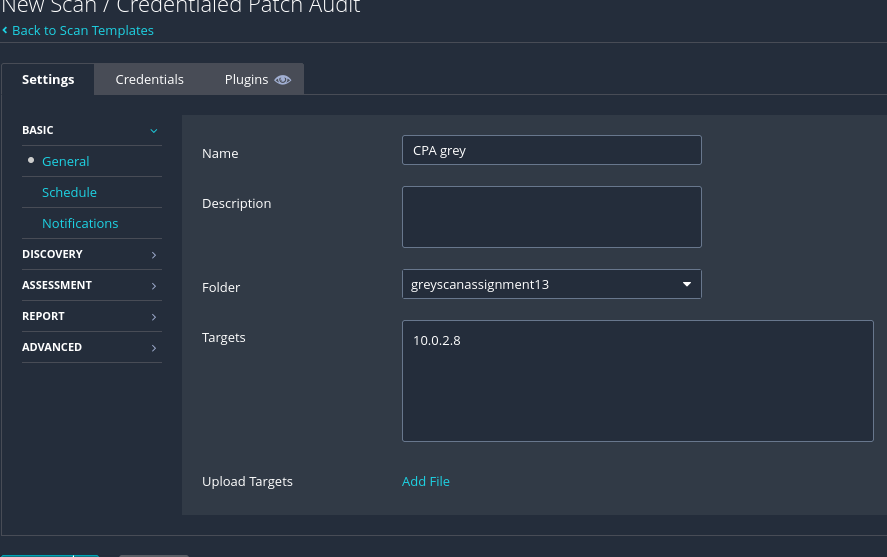 New Scan / Credentialed Patch Audit
Back to Scan Templates
Settings Credentials Plugins
BASIC
General
Schedule
Notifications
DISCOVERY
ASSESSMENT
REPORT
ADVANCED
Name CPA grey
Description
Folder greyscanassignment13
Targets 10.0.2.8
Upload Targets Add File